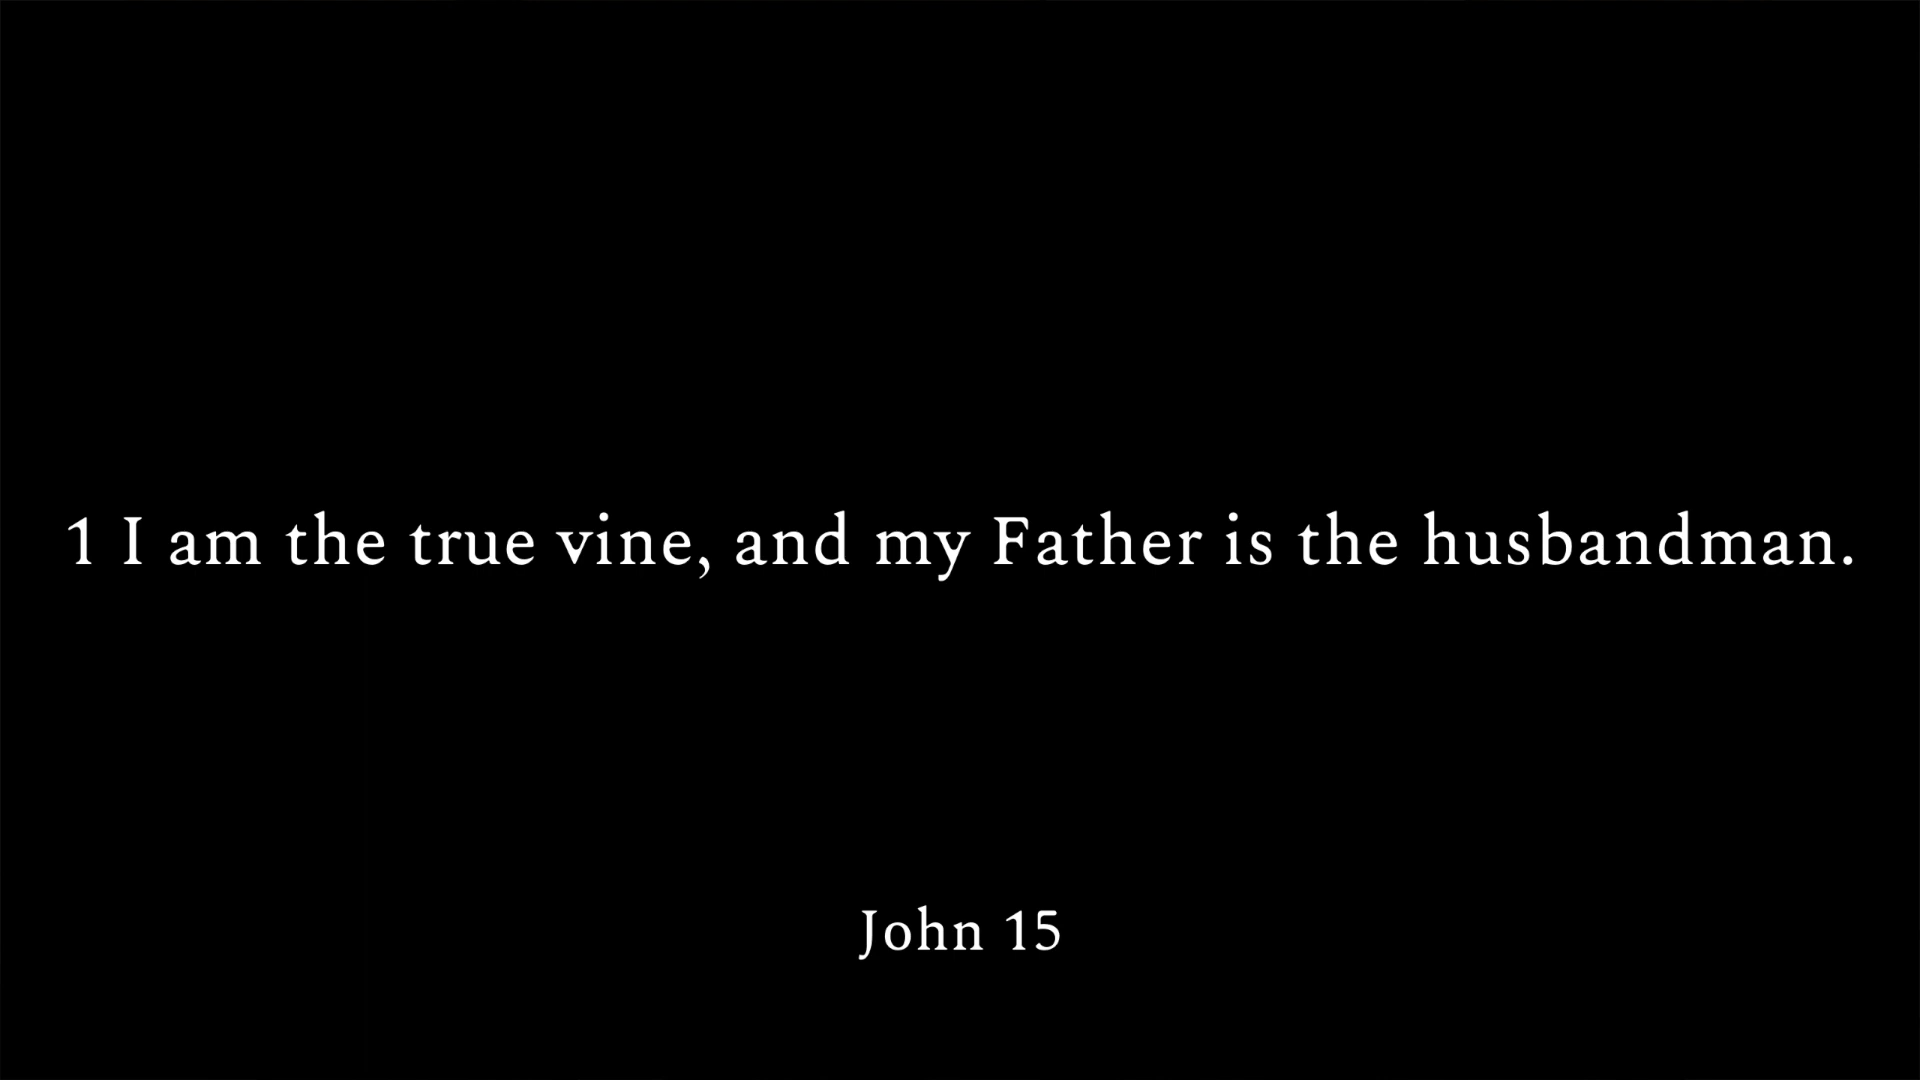 1 I am the true vine, and my Father is the husbandman.
John 15